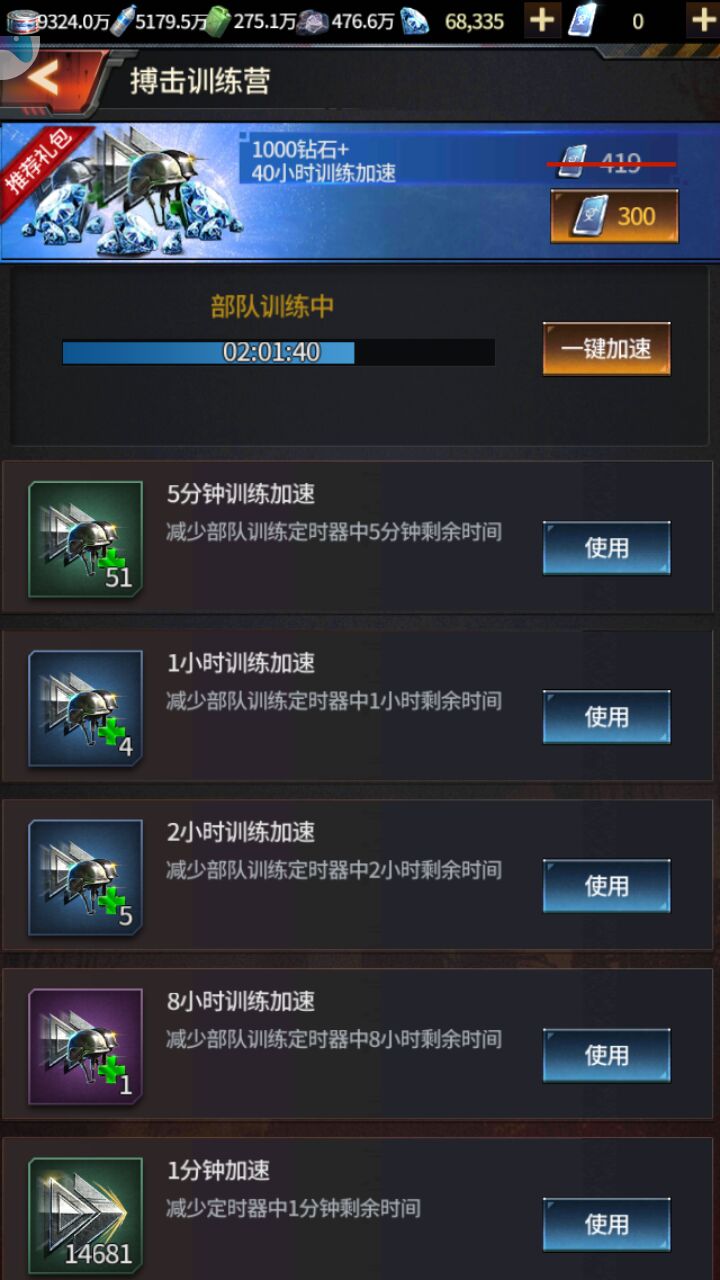 9324.0万 5179.5万 275.1万 476.6万 68,335 0
搏击训练营
推荐礼包
1000钻石+
40小时训练加速
419
300
部队训练中
02:01:40
一键加速
5分钟训练加速
减少部队训练定时器中5分钟剩余时间
51
使用
1小时训练加速
减少部队训练定时器中1小时剩余时间
4
使用
2小时训练加速
减少部队训练定时器中2小时剩余时间
5
使用
8小时训练加速
减少部队训练定时器中8小时剩余时间
1
使用
1分钟加速
减少定时器中1分钟剩余时间
14681
使用